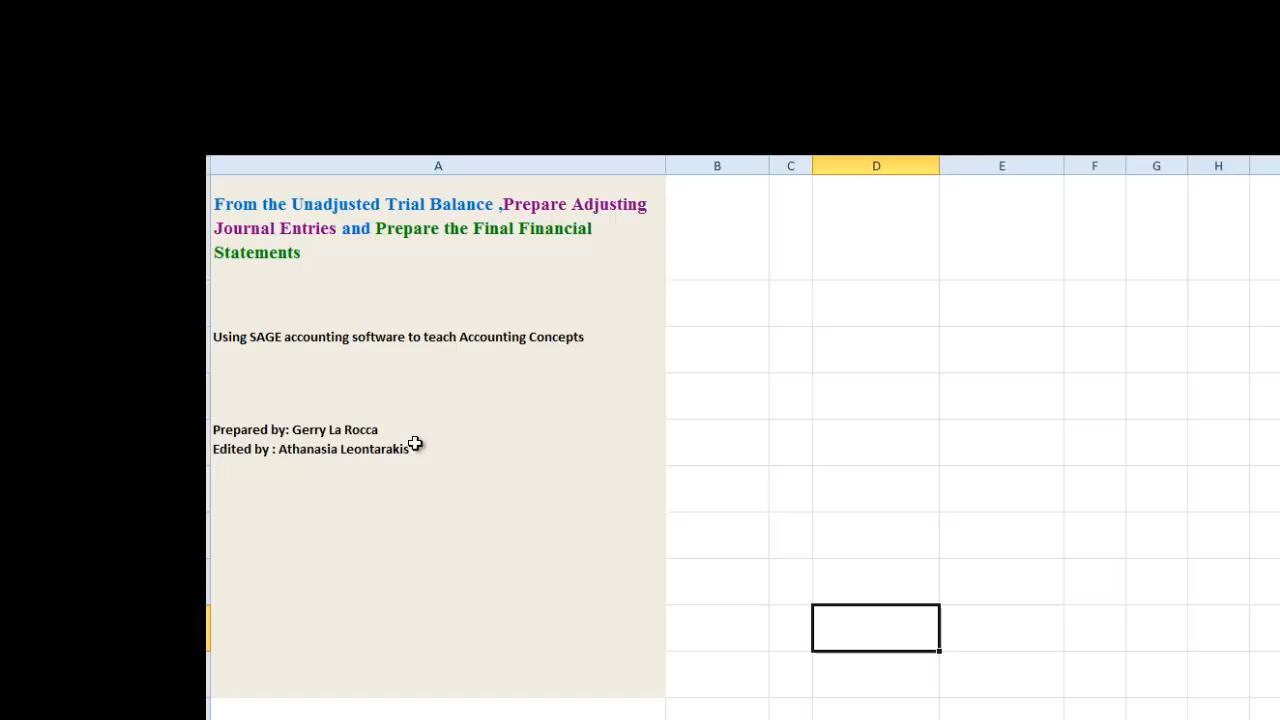 A B C D E F G H
From the Unadjusted Trial Balance ,Prepare Adjusting
Journal Entries and Prepare the Final Financial
Statements
Using SAGE accounting software to teach Accounting Concepts
Prepared by: Gerry La Rocca
Edited by : Athanasia Leontarakis